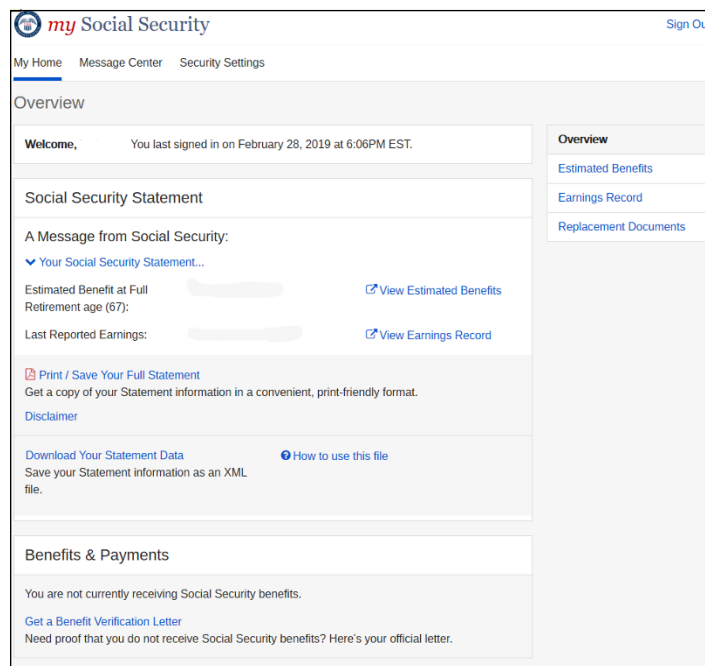 my Social Security
Sign Ou
My Home Message Center Security Settings
Overview
Welcome, You last signed in on February 28, 2019 at 6:06PM EST.
Social Security Statement
A Message from Social Security:
Your Social Security Statement...
Estimated Benefit at Full
Retirement age (67):
View Estimated Benefits
Last Reported Earnings:
View Earnings Record
Print / Save Your Full Statement
Get a copy of your Statement information in a convenient, print-friendly format.
Disclaimer
Download Your Statement Data
Save your Statement information as an XML
file.
How to use this file
Benefits & Payments
You are not currently receiving Social Security benefits.
Get a Benefit Verification Letter
Need proof that you do not receive Social Security benefits? Here's your official letter.
Overview
Estimated Benefits
Earnings Record
Replacement Documents